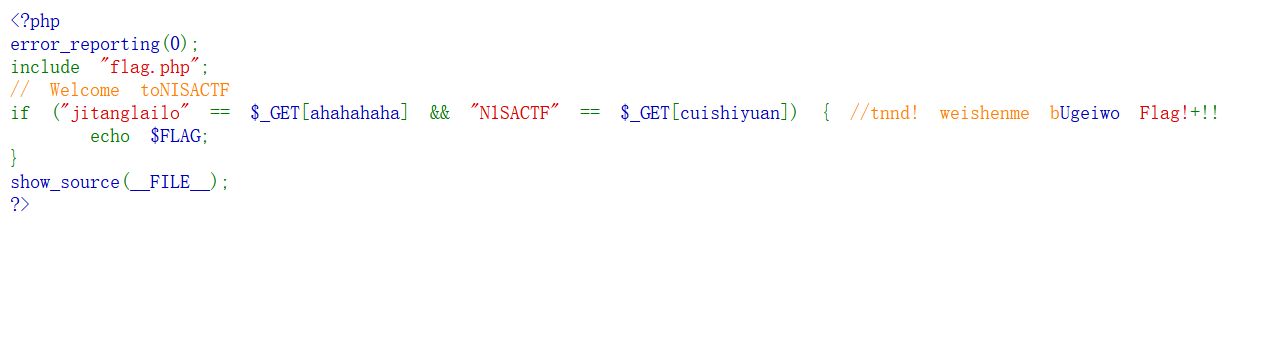 <?php
error_reporting(0);
include "flag.php";
// Welcome toNISACTF
if ("jitanglailo" == $_GET[ahahahaha] && "N1SACTF" == $_GET[cuishiyuan]) { //tnnd! weishenme bUgeiwo Flag!+!!
echo $FLAG;
}
show_source(__FILE__);
?>